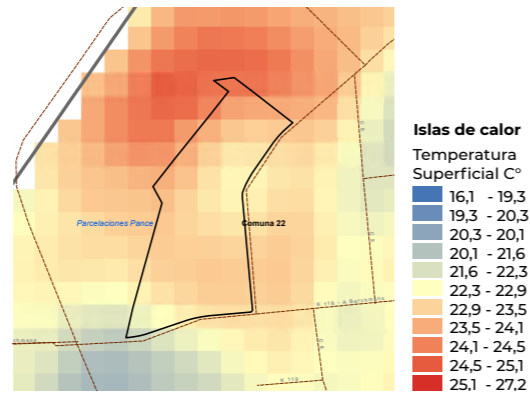 Parcelaciones Pance
Comuna 22
Islas de calor
Temperatura
Superficial C°
16,1 - 19,3
19,3 - 20,3
20,3 - 20,1
20,1 - 21,6
21,6 - 22,3
22,3 - 22,9
22,9 - 23,5
23,5 - 24,1
24,1 - 24,5
24,5 - 25,1
25,1 - 27,2